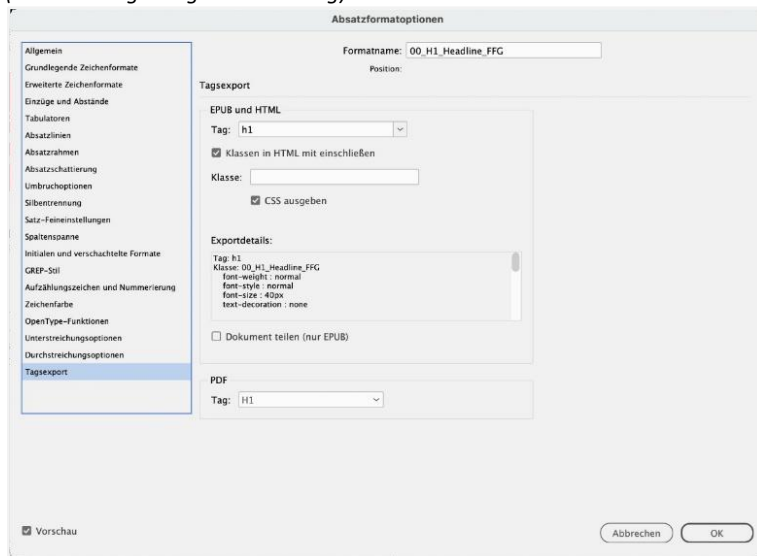 Absatzformatoptionen
Allgemein
Grundlegende Zeichenformate
Erweiterte Zeichenformate
Einzüge und Abstände
Tabulatoren
Absatzlinien
Absatzrahmen
Absatzschattierung
Umbruchoptionen
Silbentrennung
Satz-Feineinstellungen
Spaltenspanne
Initialen und verschachtelte Formate
GREP-Stil
Aufzählungszeichen und Nummerierung
Zeichenfarbe
OpenType-Funktionen
Unterstreichungsoptionen
Durchstreichungsoptionen
Tagsexport
Formatname: 00_H1_Headline_FFG
Position:
Tagsexport
EPUB und HTML
Tag: h1
Klassen in HTML mit einschließen
Klasse:
CSS ausgeben
Exportdetails:
Tag: h1
Klasse: 00_H1_Headline_FFG
font-weight : normal
font-style : normal
font-size : 40px
text-decoration : none
Dokument teilen (nur EPUB)
PDF
Tag: H1
Vorschau
Abbrechen
OK